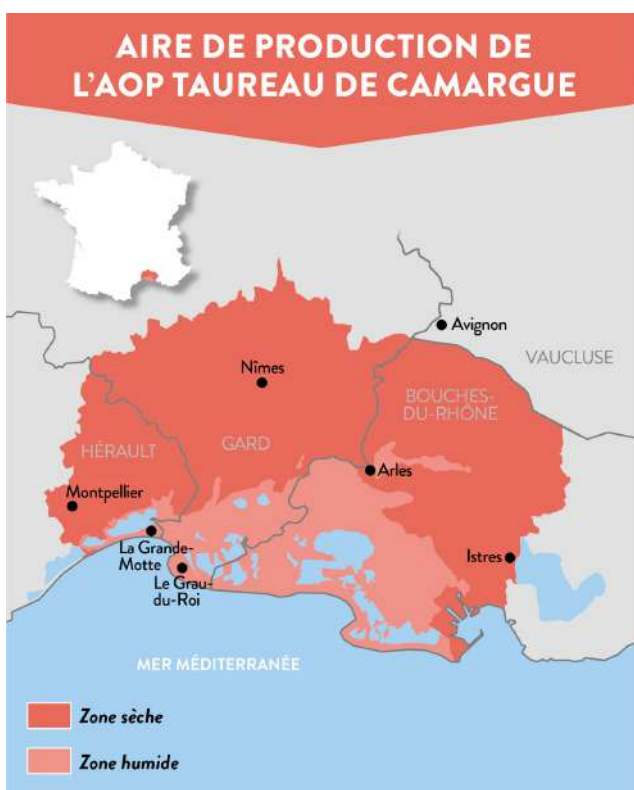 AIRE DE PRODUCTION DE
L'AOP TAUREAU DE CAMARGUE
Avignon
VAUCLUSE
Nîmes
BOUCHES-
DU-RHÔNE
HÉRAULT
GARD
Arles
Montpellier
La Grande-
Motte
Istres
Le Grau-
du-Roi
MER MÉDITERRANÉE
Zone sèche
Zone humide